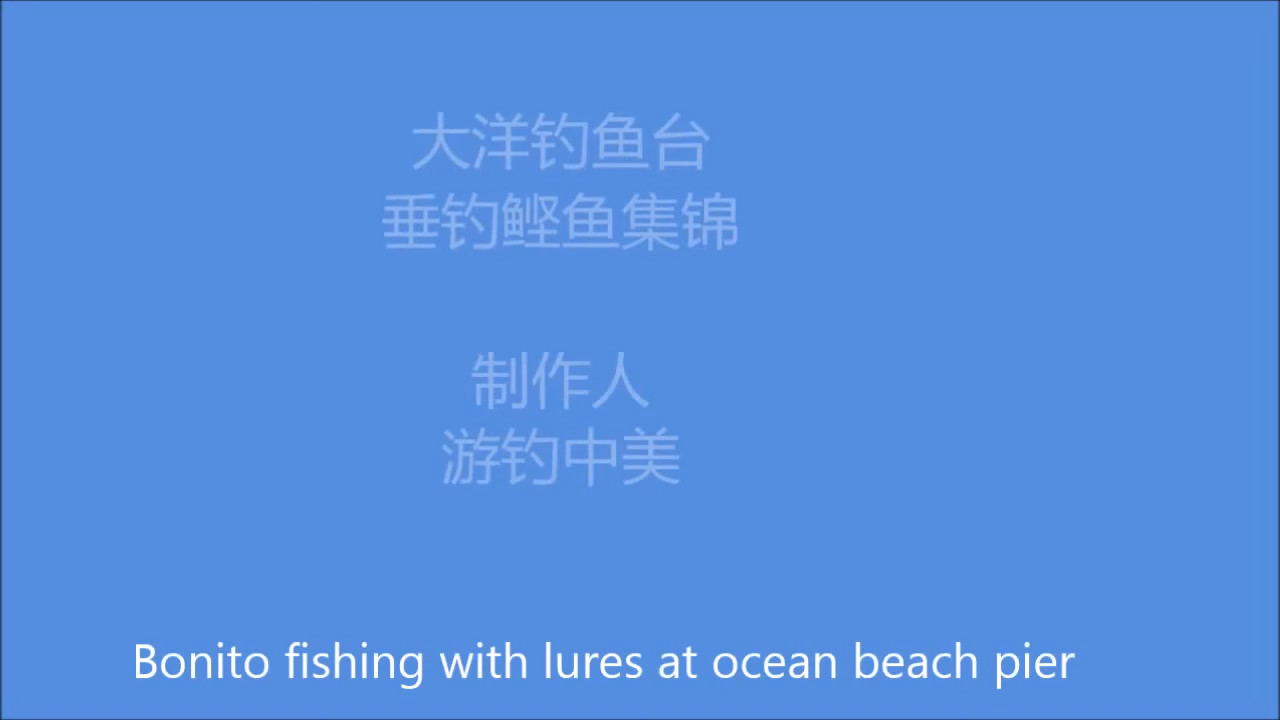 大洋钓鱼台
垂钓鲣鱼集锦
制作人
游钓中美
Bonito fishing with lures at ocean beach pier